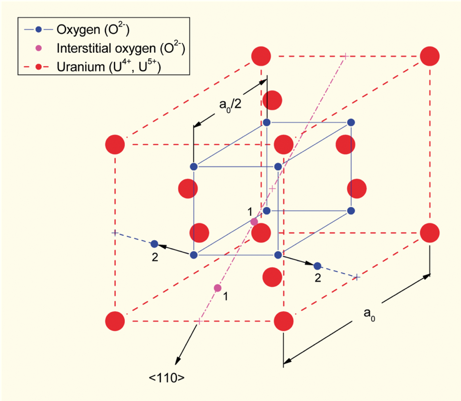 Oxygen (O²⁻)
Interstitial oxygen (O²⁻)
Uranium (U⁴⁺, U⁵⁺)
a₀/2
1
2
2
1
a₀
<110>